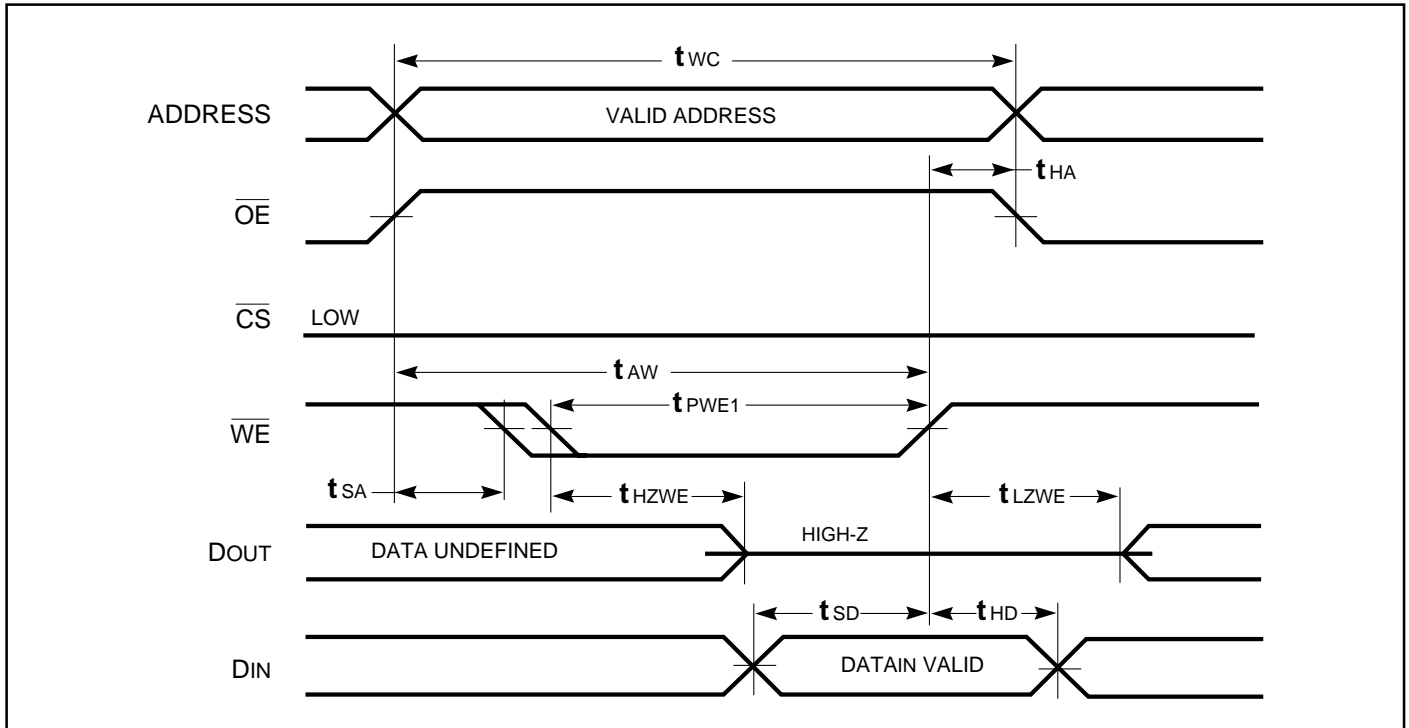 tWC
ADDRESS VALID ADDRESS
tHA
OE
CS LOW
tAW
tPWE1
WE
tSA tHZWE tLZWE
HIGH-Z
DOUT DATA UNDEFINED
tSD tHD
DIN DATAIN VALID